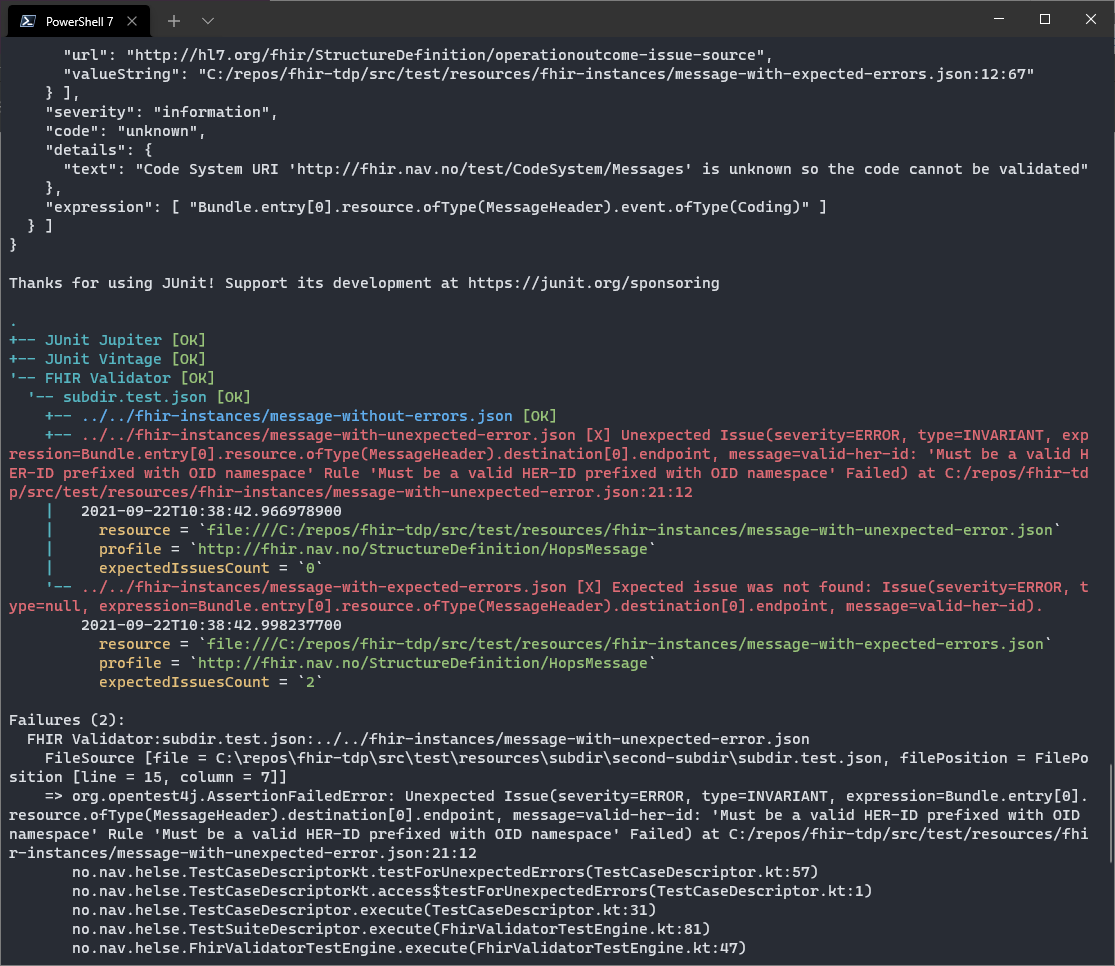 PowerShell 7
"url": "http://hl7.org/fhir/StructureDefinition/operationoutcome-issue-source",
"valueString": "C:/repos/fhir-tdp/src/test/resources/fhir-instances/message-with-expected-errors.json:12:67"
} ],
"severity": "information",
"code": "unknown",
"details": {
"text": "Code System URI 'http://fhir.nav.no/test/CodeSystem/Messages' is unknown so the code cannot be validated"
},
"expression": [ "Bundle.entry[0].resource.ofType(MessageHeader).event.ofType(Coding)" ]
} ]
}
Thanks for using JUnit! Support its development at https://junit.org/sponsoring
.
+-- JUnit Jupiter [OK]
+-- JUnit Vintage [OK]
'-- FHIR Validator [OK]
'-- subdir.test.json [OK]
+-- ../../fhir-instances/message-without-errors.json [OK]
+-- ../../fhir-instances/message-with-unexpected-error.json [X] Unexpected Issue(severity=ERROR, type=INVARIANT, exp
ression=Bundle.entry[0].resource.ofType(MessageHeader).destination[0].endpoint, message=valid-her-id: 'Must be a valid H
ER-ID prefixed with OID namespace' Rule 'Must be a valid HER-ID prefixed with OID namespace' Failed) at C:/repos/fhir-td
p/src/test/resources/fhir-instances/message-with-unexpected-error.json:21:12
|   2021-09-22T10:38:42.966978900
|     resource = `file:///C:/repos/fhir-tdp/src/test/resources/fhir-instances/message-with-unexpected-error.json`
|     profile = `http://fhir.nav.no/StructureDefinition/HopsMessage`
|     expectedIssuesCount = `0`
'-- ../../fhir-instances/message-with-expected-errors.json [X] Expected issue was not found: Issue(severity=ERROR, t
ype=null, expression=Bundle.entry[0].resource.ofType(MessageHeader).destination[0].endpoint, message=valid-her-id).
2021-09-22T10:38:42.998237700
resource = `file:///C:/repos/fhir-tdp/src/test/resources/fhir-instances/message-with-expected-errors.json`
profile = `http://fhir.nav.no/StructureDefinition/HopsMessage`
expectedIssuesCount = `2`
Failures (2):
FHIR Validator:subdir.test.json:../../fhir-instances/message-with-unexpected-error.json
FileSource [file = C:\repos\fhir-tdp\src\test\resources\subdir\second-subdir\subdir.test.json, filePosition = FilePo
sition [line = 15, column = 7]]
=> org.opentest4j.AssertionFailedError: Unexpected Issue(severity=ERROR, type=INVARIANT, expression=Bundle.entry[0].
resource.ofType(MessageHeader).destination[0].endpoint, message=valid-her-id: 'Must be a valid HER-ID prefixed with OID
namespace' Rule 'Must be a valid HER-ID prefixed with OID namespace' Failed) at C:/repos/fhir-tdp/src/test/resources/fhi
r-instances/message-with-unexpected-error.json:21:12
no.nav.helse.TestCaseDescriptorKt.testForUnexpectedErrors(TestCaseDescriptor.kt:57)
no.nav.helse.TestCaseDescriptorKt.access$testForUnexpectedErrors(TestCaseDescriptor.kt:1)
no.nav.helse.TestCaseDescriptor.execute(TestCaseDescriptor.kt:31)
no.nav.helse.TestSuiteDescriptor.execute(FhirValidatorTestEngine.kt:81)
no.nav.helse.FhirValidatorTestEngine.execute(FhirValidatorTestEngine.kt:47)